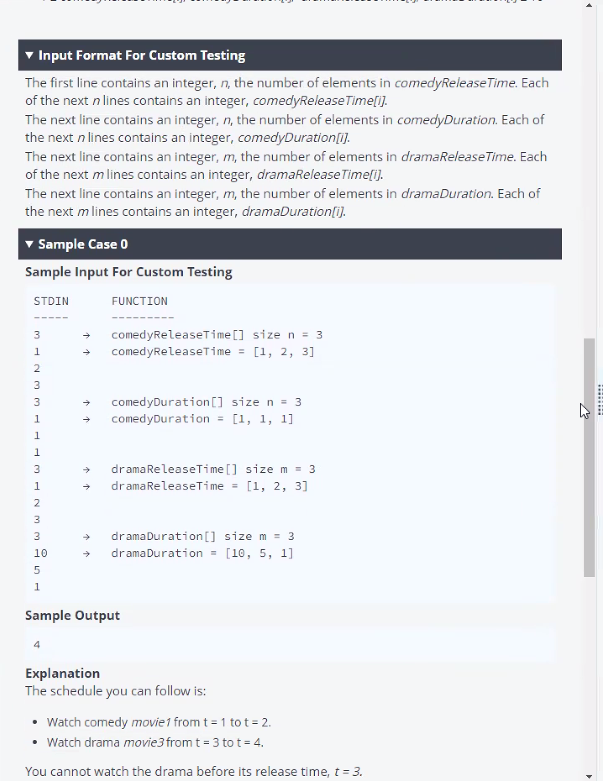 ▼ Input Format For Custom Testing
The first line contains an integer, n, the number of elements in comedyReleaseTime. Each
of the next n lines contains an integer, comedyReleaseTime[i].
The next line contains an integer, n, the number of elements in comedyDuration. Each of
the next n lines contains an integer, comedyDuration[i].
The next line contains an integer, m, the number of elements in dramaReleaseTime. Each
of the next m lines contains an integer, dramaReleaseTime[i].
The next line contains an integer, m, the number of elements in dramaDuration. Each of
the next m lines contains an integer, dramaDuration[i].
▼ Sample Case 0
Sample Input For Custom Testing
STDIN FUNCTION
----- ---------
3 → comedyReleaseTime[] size n = 3
1 → comedyReleaseTime = [1, 2, 3]
2
3
3 → comedyDuration[] size n = 3
1 → comedyDuration = [1, 1, 1]
1
1
3 → dramaReleaseTime[] size m = 3
1 → dramaReleaseTime = [1, 2, 3]
2
3
3 → dramaDuration[] size m = 3
10 → dramaDuration = [10, 5, 1]
5
1
Sample Output
4
Explanation
The schedule you can follow is:
• Watch comedy movie1 from t = 1 to t = 2.
• Watch drama movie3 from t = 3 to t = 4.
You cannot watch the drama before its release time, t = 3.